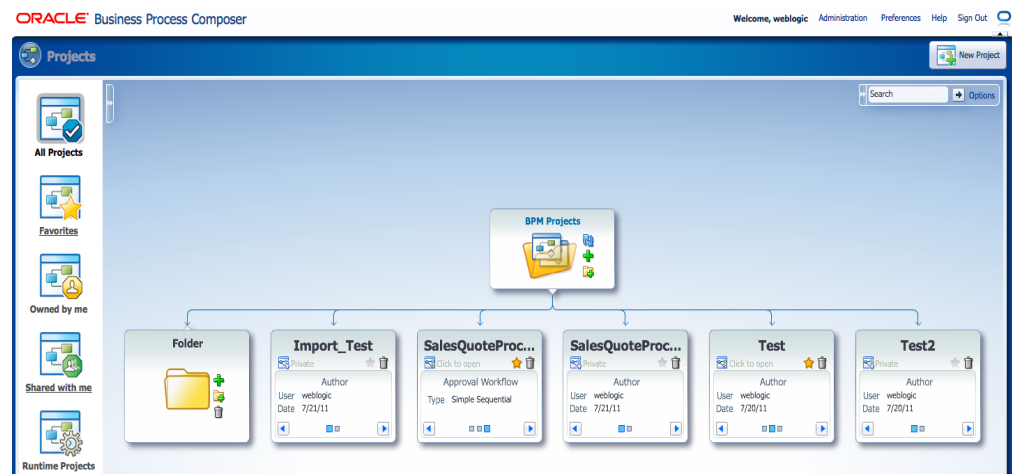 ORACLE® Business Process Composer
Welcome, weblogic Administration Preferences Help Sign Out
Projects
New Project
Search Options
All Projects
Favorites
Owned by me
Shared with me
Runtime Projects
BPM Projects
Folder
Import_Test
Private
Author
User weblogic
Date 7/21/11
SalesQuoteProc...
Click to open
Approval Workflow
Type Simple Sequential
SalesQuoteProc...
Private
Author
User weblogic
Date 7/21/11
Test
Click to open
Author
User weblogic
Date 7/20/11
Test2
Private
Author
User weblogic
Date 7/20/11